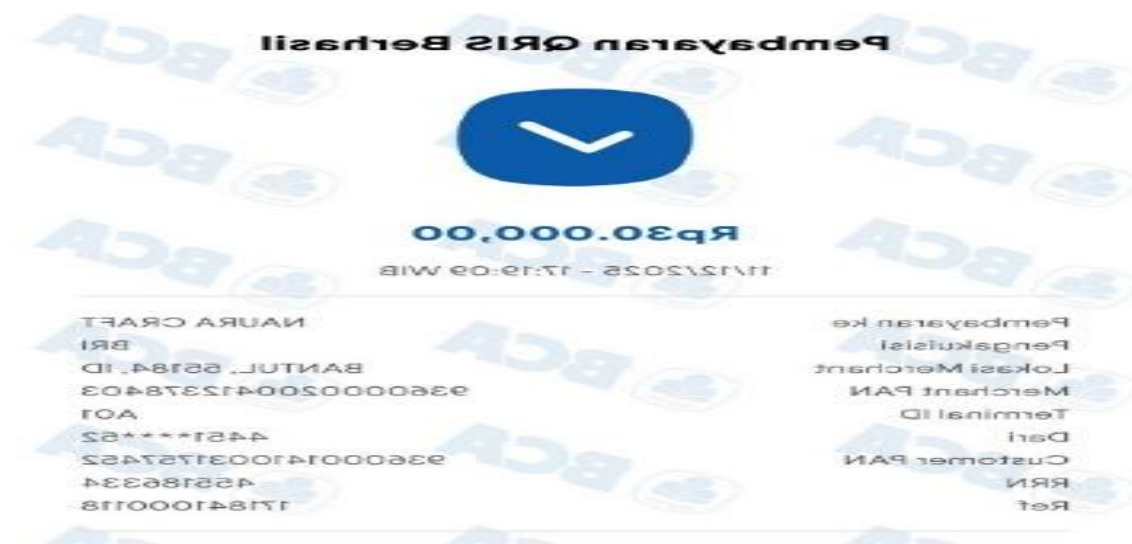 Pembayaran QRIS Berhasil
Rp30.000,00
11/12/2025 - 17:19:09 WIB
Pembayaran ke NAURA CRAFT
Pengakuisisi BRI
Lokasi Merchant BANTUL, 55184, ID
Merchant PAN 9360000200412378403
Terminal ID A01
Dari 4451*****52
Customer PAN 9360001410031757452
RRN 455186334
Ref 171841000118
BCA